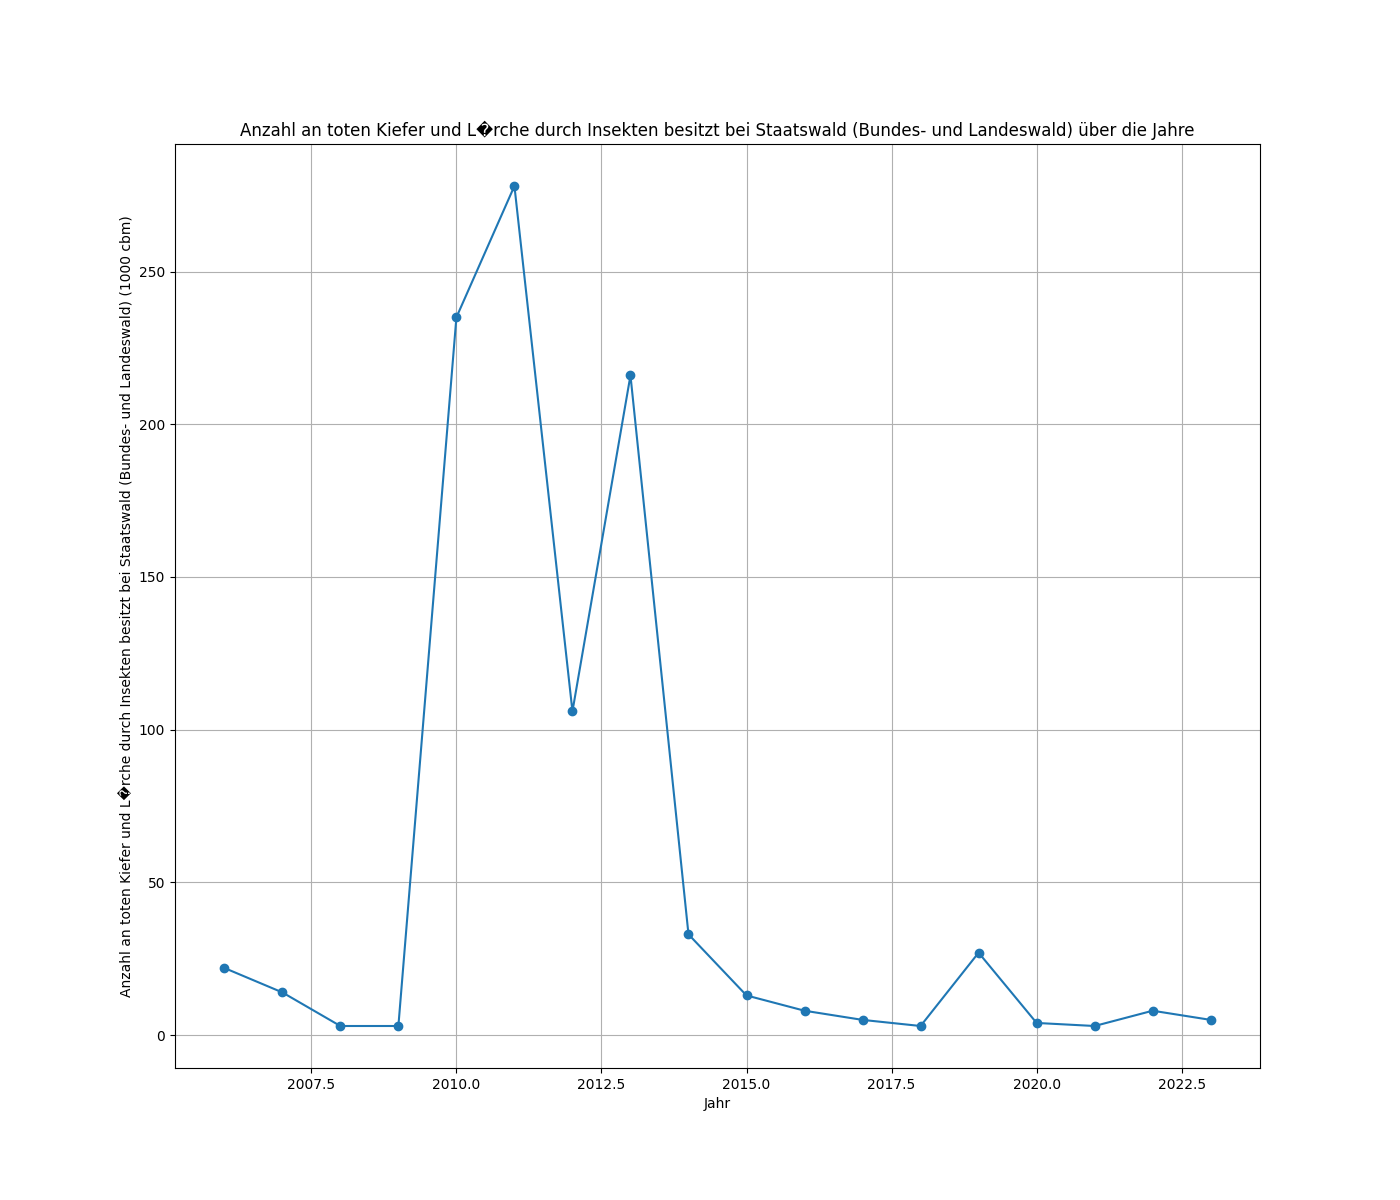 Anzahl an toten Kiefer und L�rche durch Insekten besitzt bei Staatswald (Bundes- und Landeswald) über die Jahre
Anzahl an toten Kiefer und L�rche durch Insekten besitzt bei Staatswald (Bundes- und Landeswald) (1000 cbm)
250
200
150
100
50
0
2007.5 2010.0 2012.5 2015.0 2017.5 2020.0 2022.5
Jahr